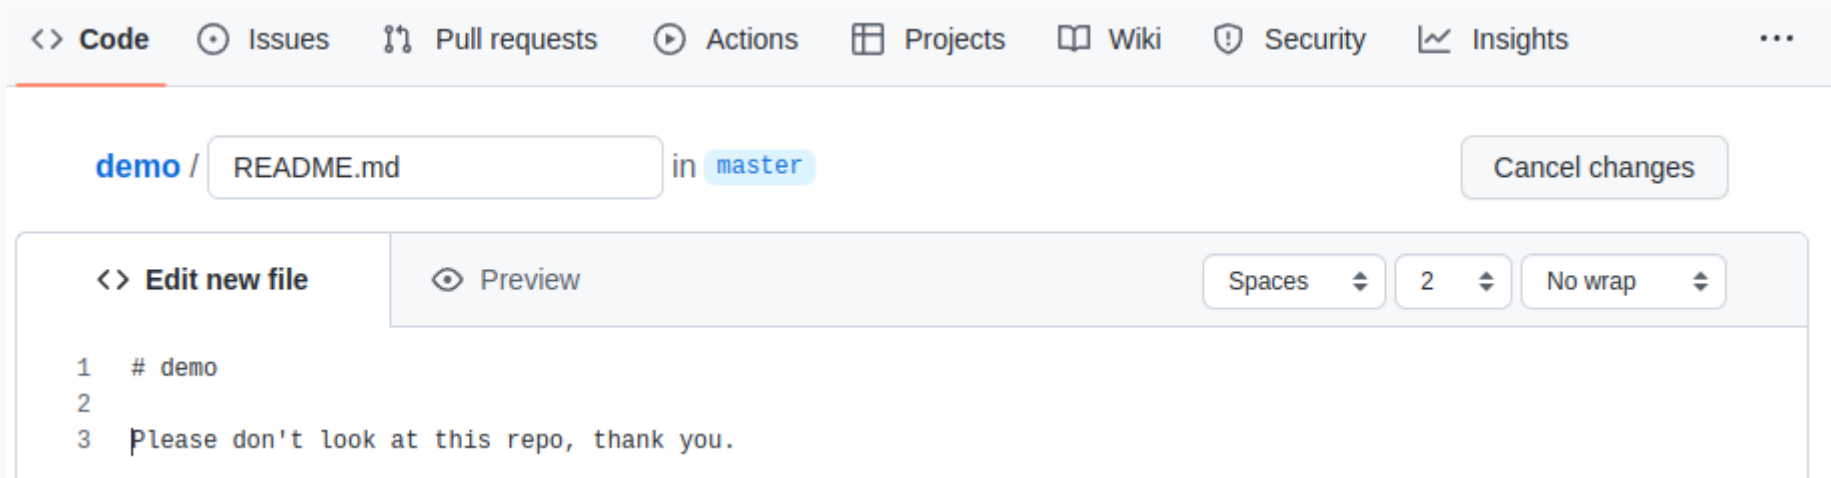 Code Issues Pull requests Actions Projects Wiki Security Insights ...
demo / README.md in master Cancel changes
<> Edit new file Preview Spaces 2 No wrap
1 # demo
2
3 Please don't look at this repo, thank you.